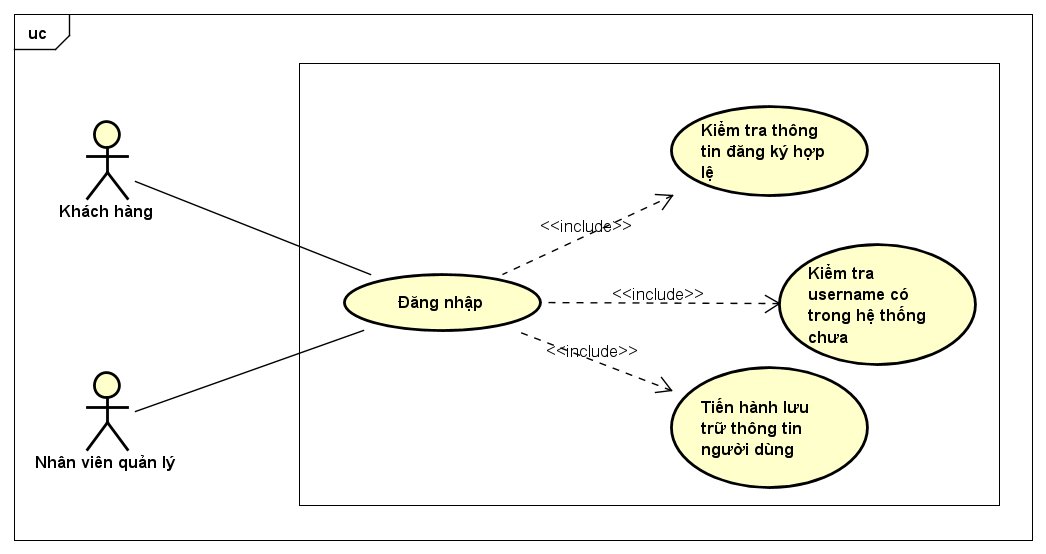 uc
Khách hàng
Nhân viên quản lý
Đăng nhập
<<include>>
<<include>>
<<include>>
Kiểm tra thông
tin đăng ký hợp
lệ
Kiểm tra
username có
trong hệ thống
chưa
Tiến hành lưu
trữ thông tin
người dùng